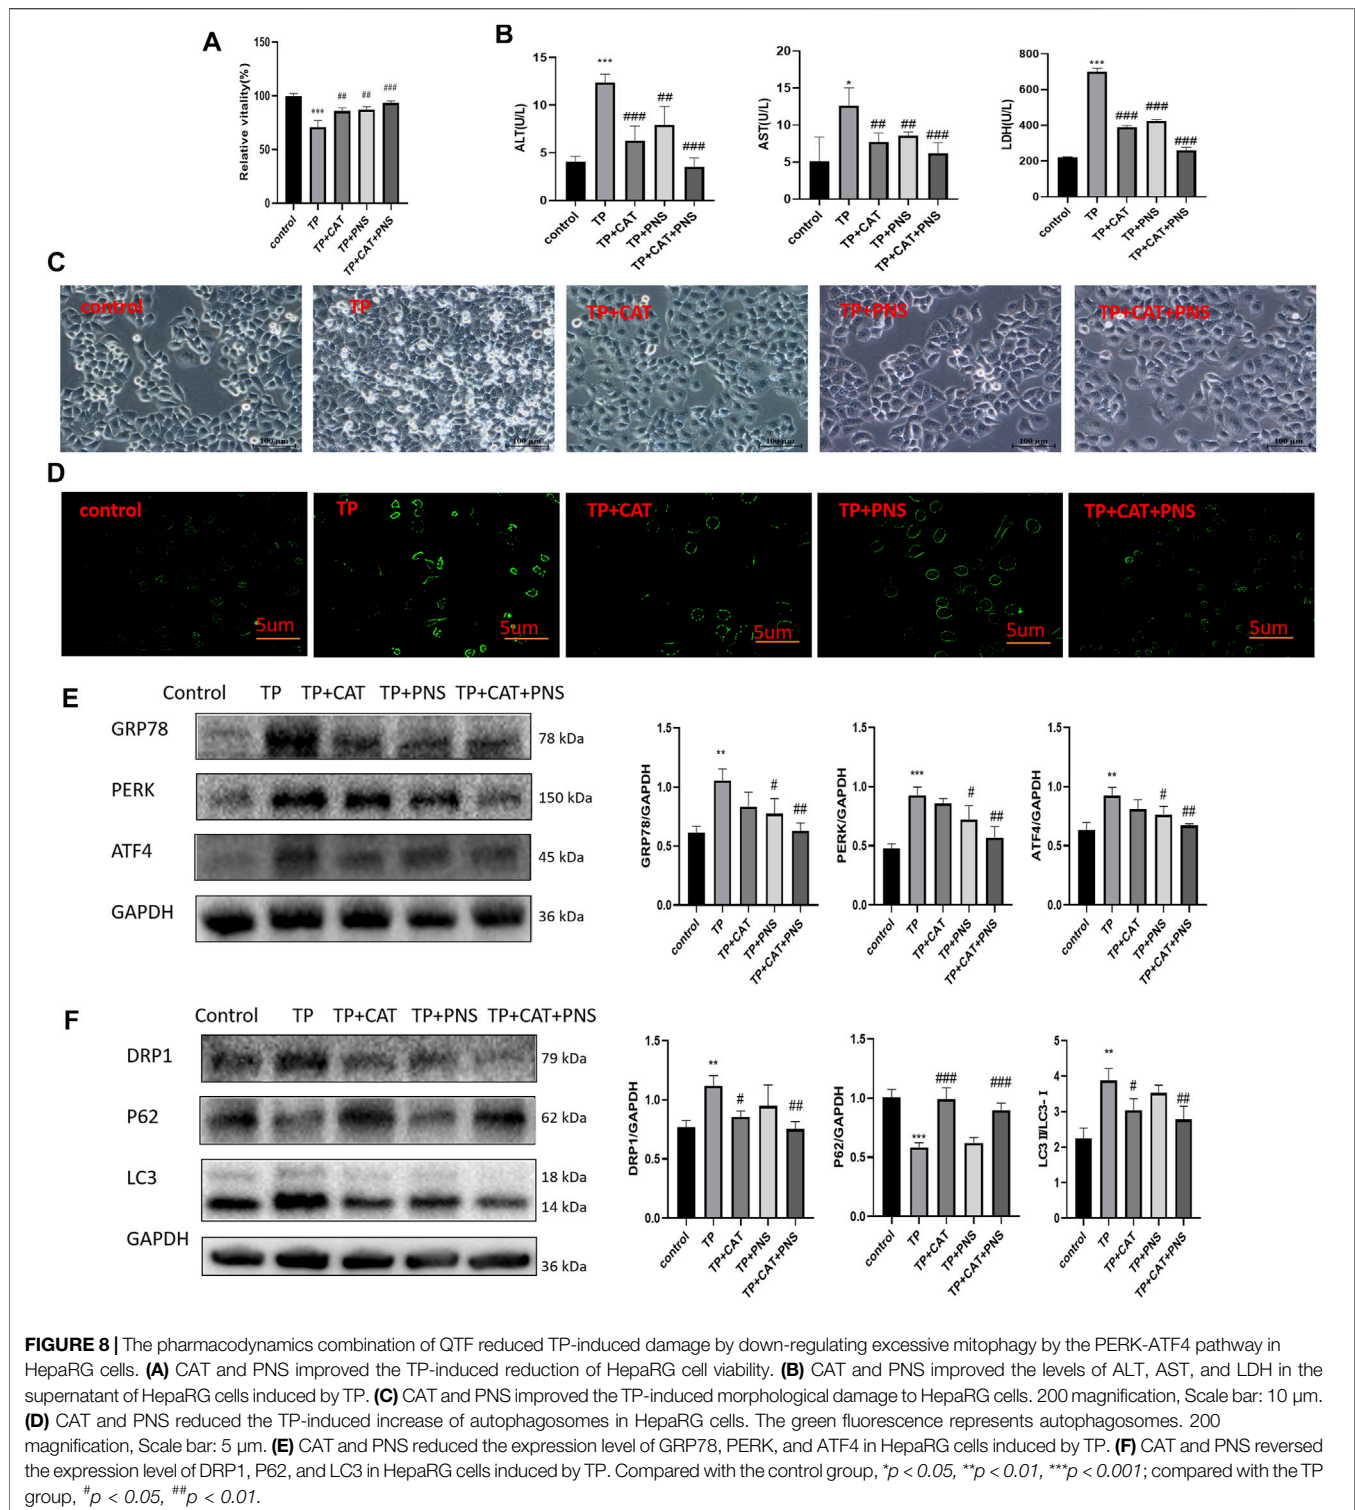 A
Relative vitality(%)
150
100
50
0
***
##
##
###
control
TP
TP+CAT
TP+PNS
TP+CAT+PNS
B
ALT(U/L)
15
10
5
0
***
###
##
###
control
TP
TP+CAT
TP+PNS
TP+CAT+PNS
AST(U/L)
20
15
10
5
0
*
##
##
###
control
TP
TP+CAT
TP+PNS
TP+CAT+PNS
LDH(U/L)
800
600
400
200
0
***
###
###
###
control
TP
TP+CAT
TP+PNS
TP+CAT+PNS
C
control
100 μm
TP
100 μm
TP+CAT
100 μm
TP+PNS
100 μm
TP+CAT+PNS
100 μm
D
control
5um
TP
5um
TP+CAT
5um
TP+PNS
5um
TP+CAT+PNS
5um
E
Control TP TP+CAT TP+PNS TP+CAT+PNS
GRP78 78 kDa
PERK 150 kDa
ATF4 45 kDa
GAPDH 36 kDa
GRP78/GAPDH
1.5
1.0
0.5
0.0
**
#
##
control
TP
TP+CAT
TP+PNS
TP+CAT+PNS
PERK/GAPDH
1.5
1.0
0.5
0.0
***
#
##
control
TP
TP+CAT
TP+PNS
TP+CAT+PNS
ATF4/GAPDH
1.5
1.0
0.5
0.0
**
#
##
control
TP
TP+CAT
TP+PNS
TP+CAT+PNS
F
Control TP TP+CAT TP+PNS TP+CAT+PNS
DRP1 79 kDa
P62 62 kDa
LC3 18 kDa
14 kDa
GAPDH 36 kDa
DRP1/GAPDH
1.5
1.0
0.5
0.0
**
#
##
control
TP
TP+CAT
TP+PNS
TP+CAT+PNS
P62/GAPDH
1.5
1.0
0.5
0.0
***
###
###
control
TP
TP+CAT
TP+PNS
TP+CAT+PNS
LC3 Ⅱ/LC3- Ⅰ
5
4
3
2
1
0
**
#
##
control
TP
TP+CAT
TP+PNS
TP+CAT+PNS
FIGURE 8 | The pharmacodynamics combination of QTF reduced TP-induced damage by down-regulating excessive mitophagy by the PERK-ATF4 pathway in
HepaRG cells. (A) CAT and PNS improved the TP-induced reduction of HepaRG cell viability. (B) CAT and PNS improved the levels of ALT, AST, and LDH in the
supernatant of HepaRG cells induced by TP. (C) CAT and PNS improved the TP-induced morphological damage to HepaRG cells. 200 magnification, Scale bar: 10 μm.
(D) CAT and PNS reduced the TP-induced increase of autophagosomes in HepaRG cells. The green fluorescence represents autophagosomes. 200
magnification, Scale bar: 5 μm. (E) CAT and PNS reduced the expression level of GRP78, PERK, and ATF4 in HepaRG cells induced by TP. (F) CAT and PNS reversed
the expression level of DRP1, P62, and LC3 in HepaRG cells induced by TP. Compared with the control group, *p < 0.05, **p < 0.01, ***p < 0.001; compared with the TP
group, #p < 0.05, ##p < 0.01.